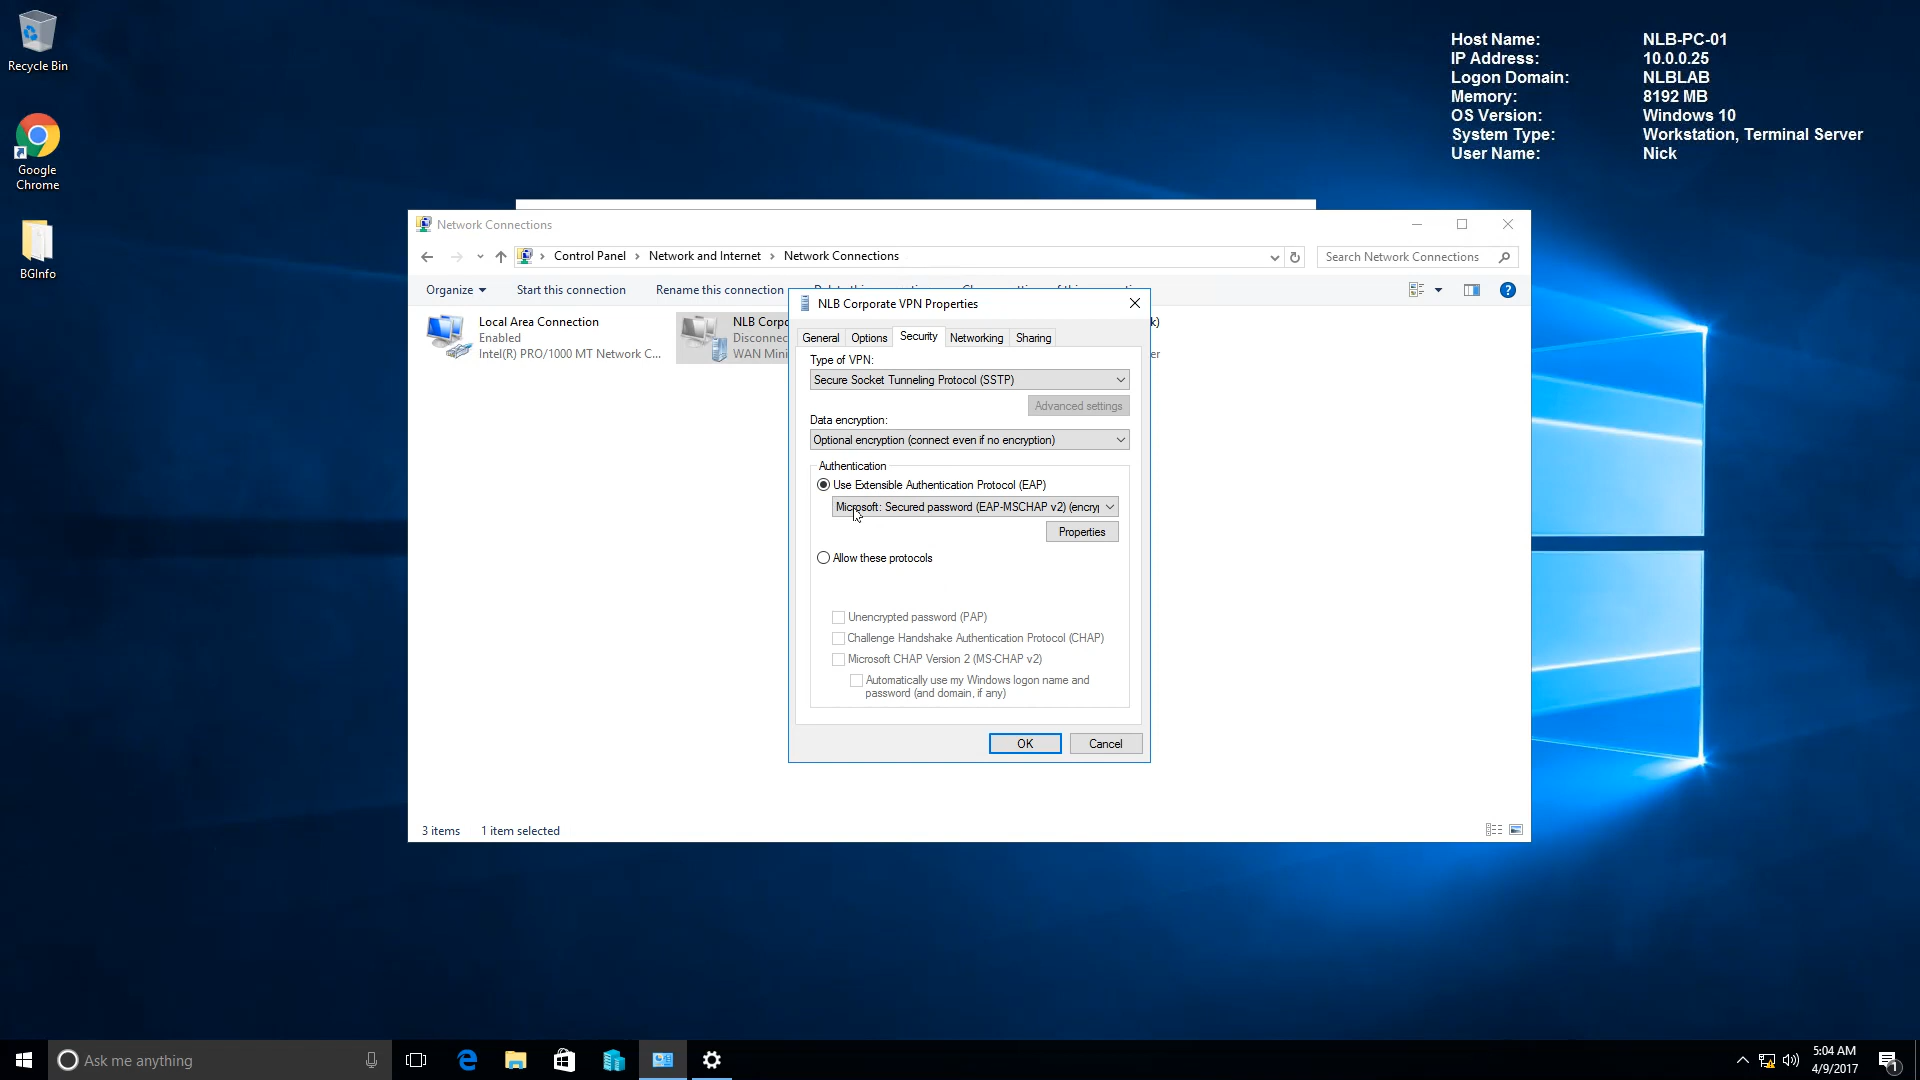 Recycle Bin
Google
Chrome
BGInfo
Host Name: NLB-PC-01
IP Address: 10.0.0.25
Logon Domain: NLBLAB
Memory: 8192 MB
OS Version: Windows 10
System Type: Workstation, Terminal Server
User Name: Nick
Network Connections
Control Panel › Network and Internet › Network Connections
Search Network Connections
Organize
Start this connection
Rename this connection
Local Area Connection
Enabled
Intel(R) PRO/1000 MT Network C...
NLB Corpo
Disconnec
WAN Mini
k)
er
NLB Corporate VPN Properties
General
Options
Security
Networking
Sharing
Type of VPN:
Secure Socket Tunneling Protocol (SSTP)
Advanced settings
Data encryption:
Optional encryption (connect even if no encryption)
Authentication
Use Extensible Authentication Protocol (EAP)
Microsoft: Secured password (EAP-MSCHAP v2) (encry
Properties
Allow these protocols
Unencrypted password (PAP)
Challenge Handshake Authentication Protocol (CHAP)
Microsoft CHAP Version 2 (MS-CHAP v2)
Automatically use my Windows logon name and
password (and domain, if any)
OK
Cancel
3 items
1 item selected
Ask me anything
5:04 AM
4/9/2017
1